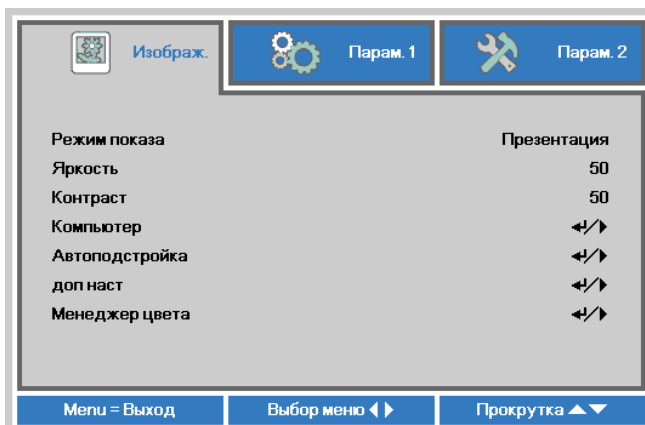 Изображ. Парам. 1 Парам. 2
Режим показа Презентация
Яркость 50
Контраст 50
Компьютер ↵/▶
Автоподстройка ↵/▶
доп наст ↵/▶
Менеджер цвета ↵/▶
Menu = Выход Выбор меню ◀ ▶ Прокрутка ▲▼